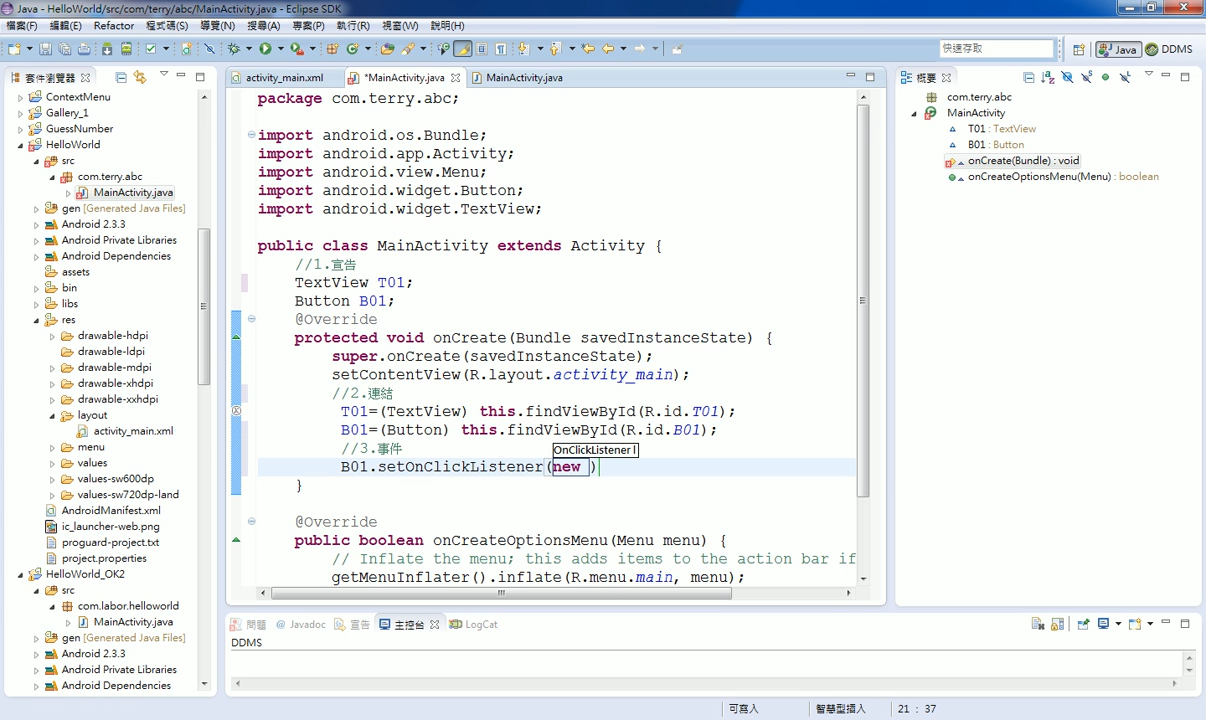 Java - HelloWorld/src/com/terry/abc/MainActivity.java - Eclipse SDK
檔案(F) 編輯(E) Refactor 程式碼(S) 導覽(N) 搜尋(A) 專案(P) 執行(R) 視窗(W) 說明(H)
快速存取
Java
DDMS
套件瀏覽器
ContextMenu
Gallery_1
GuessNumber
HelloWorld
src
com.terry.abc
MainActivity.java
gen [Generated Java Files]
Android 2.3.3
Android Private Libraries
Android Dependencies
assets
bin
libs
res
drawable-hdpi
drawable-ldpi
drawable-mdpi
drawable-xhdpi
drawable-xxhdpi
layout
activity_main.xml
menu
values
values-sw600dp
values-sw720dp-land
AndroidManifest.xml
ic_launcher-web.png
proguard-project.txt
project.properties
HelloWorld_OK2
src
com.labor.helloworld
MainActivity.java
gen [Generated Java Files]
Android 2.3.3
Android Private Libraries
Android Dependencies
activity_main.xml *MainActivity.java MainActivity.java
package com.terry.abc;
import android.os.Bundle;
import android.app.Activity;
import android.view.Menu;
import android.widget.Button;
import android.widget.TextView;
public class MainActivity extends Activity {
//1.宣告
TextView T01;
Button B01;
@Override
protected void onCreate(Bundle savedInstanceState) {
super.onCreate(savedInstanceState);
setContentView(R.layout.activity_main);
//2.連結
T01=(TextView) this.findViewById(R.id.T01);
B01=(Button) this.findViewById(R.id.B01);
//3.事件
OnClickListener l
B01.setOnClickListener(new )
}
@Override
public boolean onCreateOptionsMenu(Menu menu) {
// Inflate the menu; this adds items to the action bar if
getMenuInflater().inflate(R.menu.main, menu);
概要
com.terry.abc
MainActivity
T01 : TextView
B01 : Button
onCreate(Bundle) : void
onCreateOptionsMenu(Menu) : boolean
問題 @ Javadoc 宣告 主控台 LogCat
DDMS
可寫入
智慧型插入
21 : 37